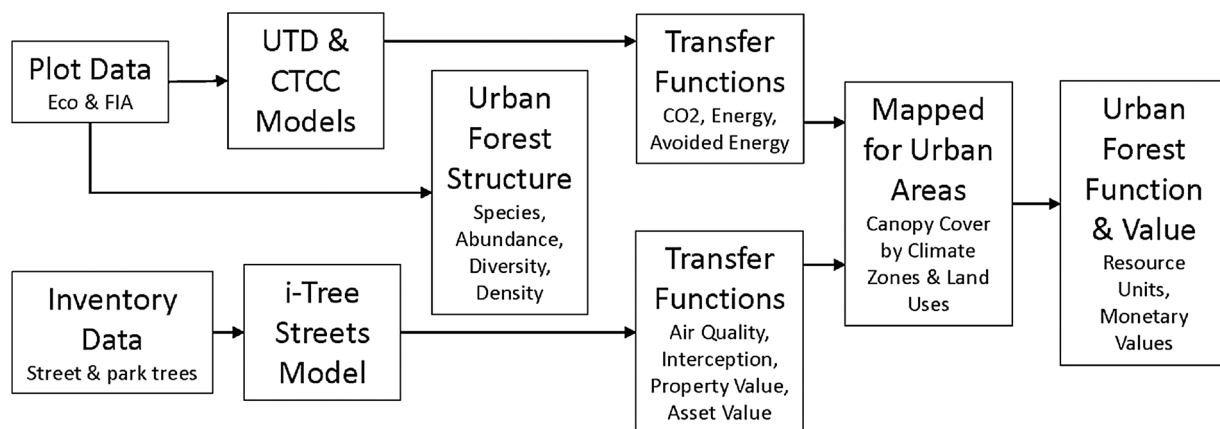 Plot Data
Eco & FIA
UTD &
CTCC
Models
Urban
Forest
Structure
Species,
Abundance,
Diversity,
Density
Transfer
Functions
CO2, Energy,
Avoided Energy
Inventory
Data
Street & park trees
i-Tree
Streets
Model
Transfer
Functions
Air Quality,
Interception,
Property Value,
Asset Value
Mapped
for Urban
Areas
Canopy Cover
by Climate
Zones & Land
Uses
Urban
Forest
Function
& Value
Resource
Units,
Monetary
Values